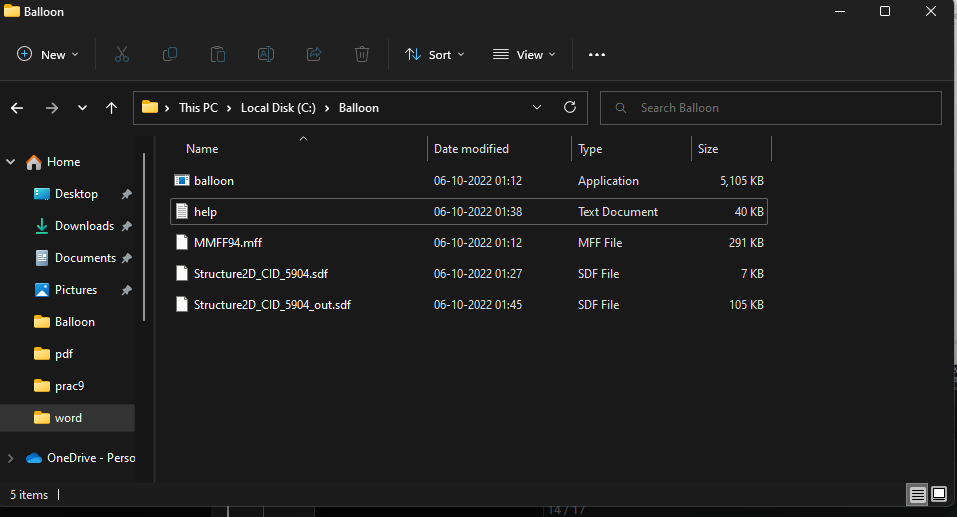 Balloon
New
Sort
View
This PC
Local Disk (C:)
Balloon
Search Balloon
Home
Desktop
Downloads
Documents
Pictures
Balloon
pdf
prac9
word
OneDrive - Perso
Name Date modified Type Size
balloon 06-10-2022 01:12 Application 5,105 KB
help 06-10-2022 01:38 Text Document 40 KB
MMFF94.mff 06-10-2022 01:12 MFF File 291 KB
Structure2D_CID_5904.sdf 06-10-2022 01:27 SDF File 7 KB
Structure2D_CID_5904_out.sdf 06-10-2022 01:45 SDF File 105 KB
5 items
14 / 17